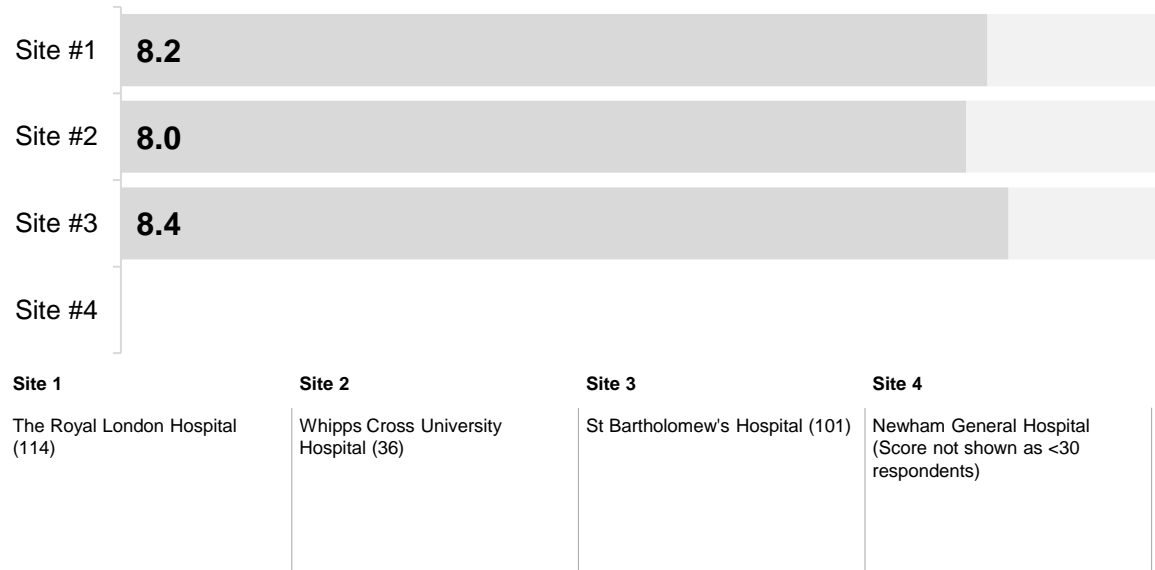 Site #1
8.2
Site #2
8.0
Site #3
8.4
Site #4
Site 1
The Royal London Hospital
(114)
Site 2
Whipps Cross University
Hospital (36)
Site 3
St Bartholomew's Hospital (101)
Site 4
Newham General Hospital
(Score not shown as <30
respondents)